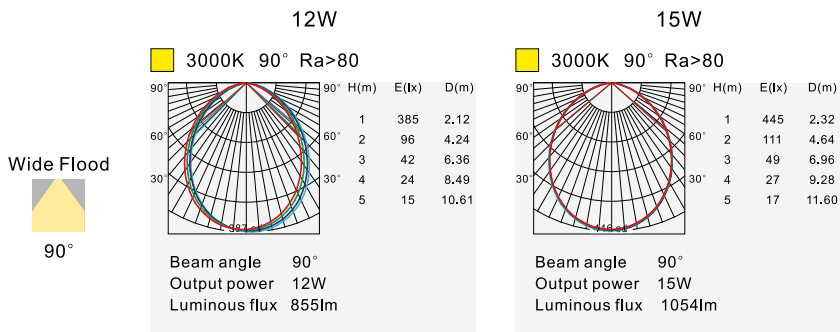 12W
3000K 90° Ra>80
90° 90° H(m) E(lx) D(m)
1 385 2.12
60° 60° 2 96 4.24
3 42 6.36
30° 30° 4 24 8.49
5 15 10.61
Beam angle 90°
Output power 12W
Luminous flux 855lm
15W
3000K 90° Ra>80
90° 90° H(m) E(lx) D(m)
1 445 2.32
60° 60° 2 111 4.64
3 49 6.96
30° 30° 4 27 9.28
5 17 11.60
Beam angle 90°
Output power 15W
Luminous flux 1054lm
Wide Flood
90°